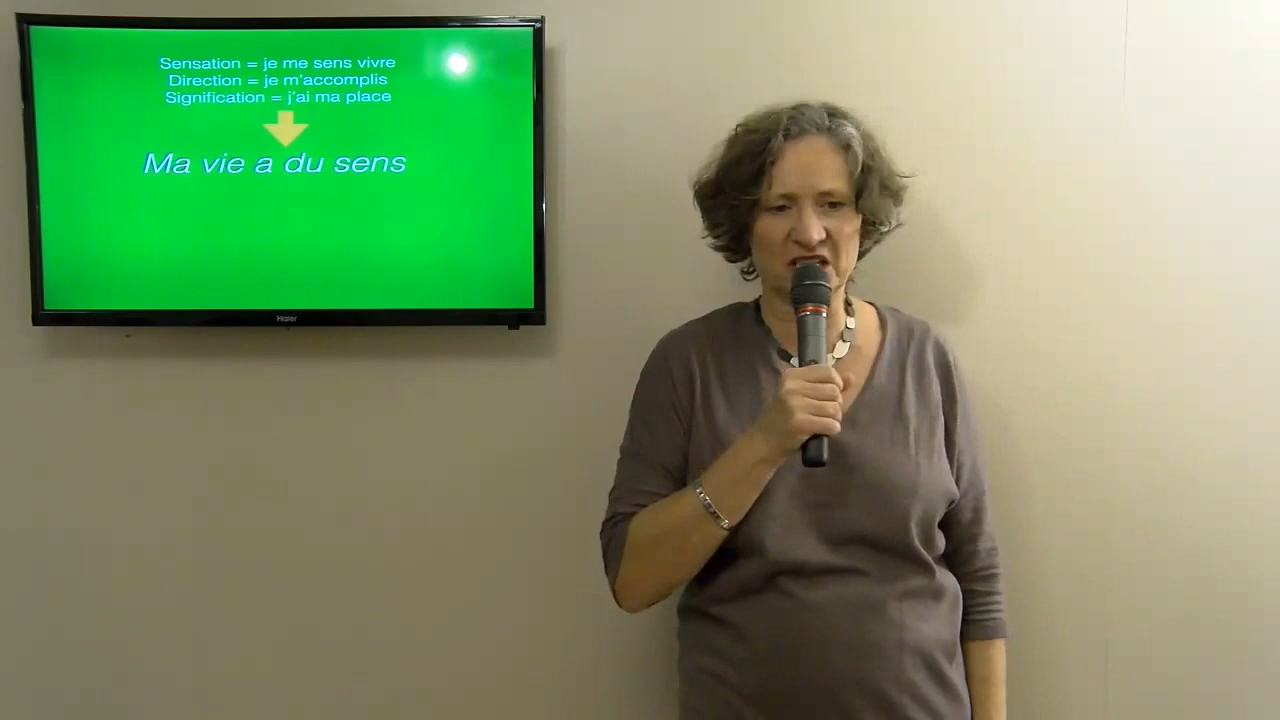 Sensation = je me sens vivre
Direction = je m'accomplis
Signification = j'ai ma place
Ma vie a du sens
Haier